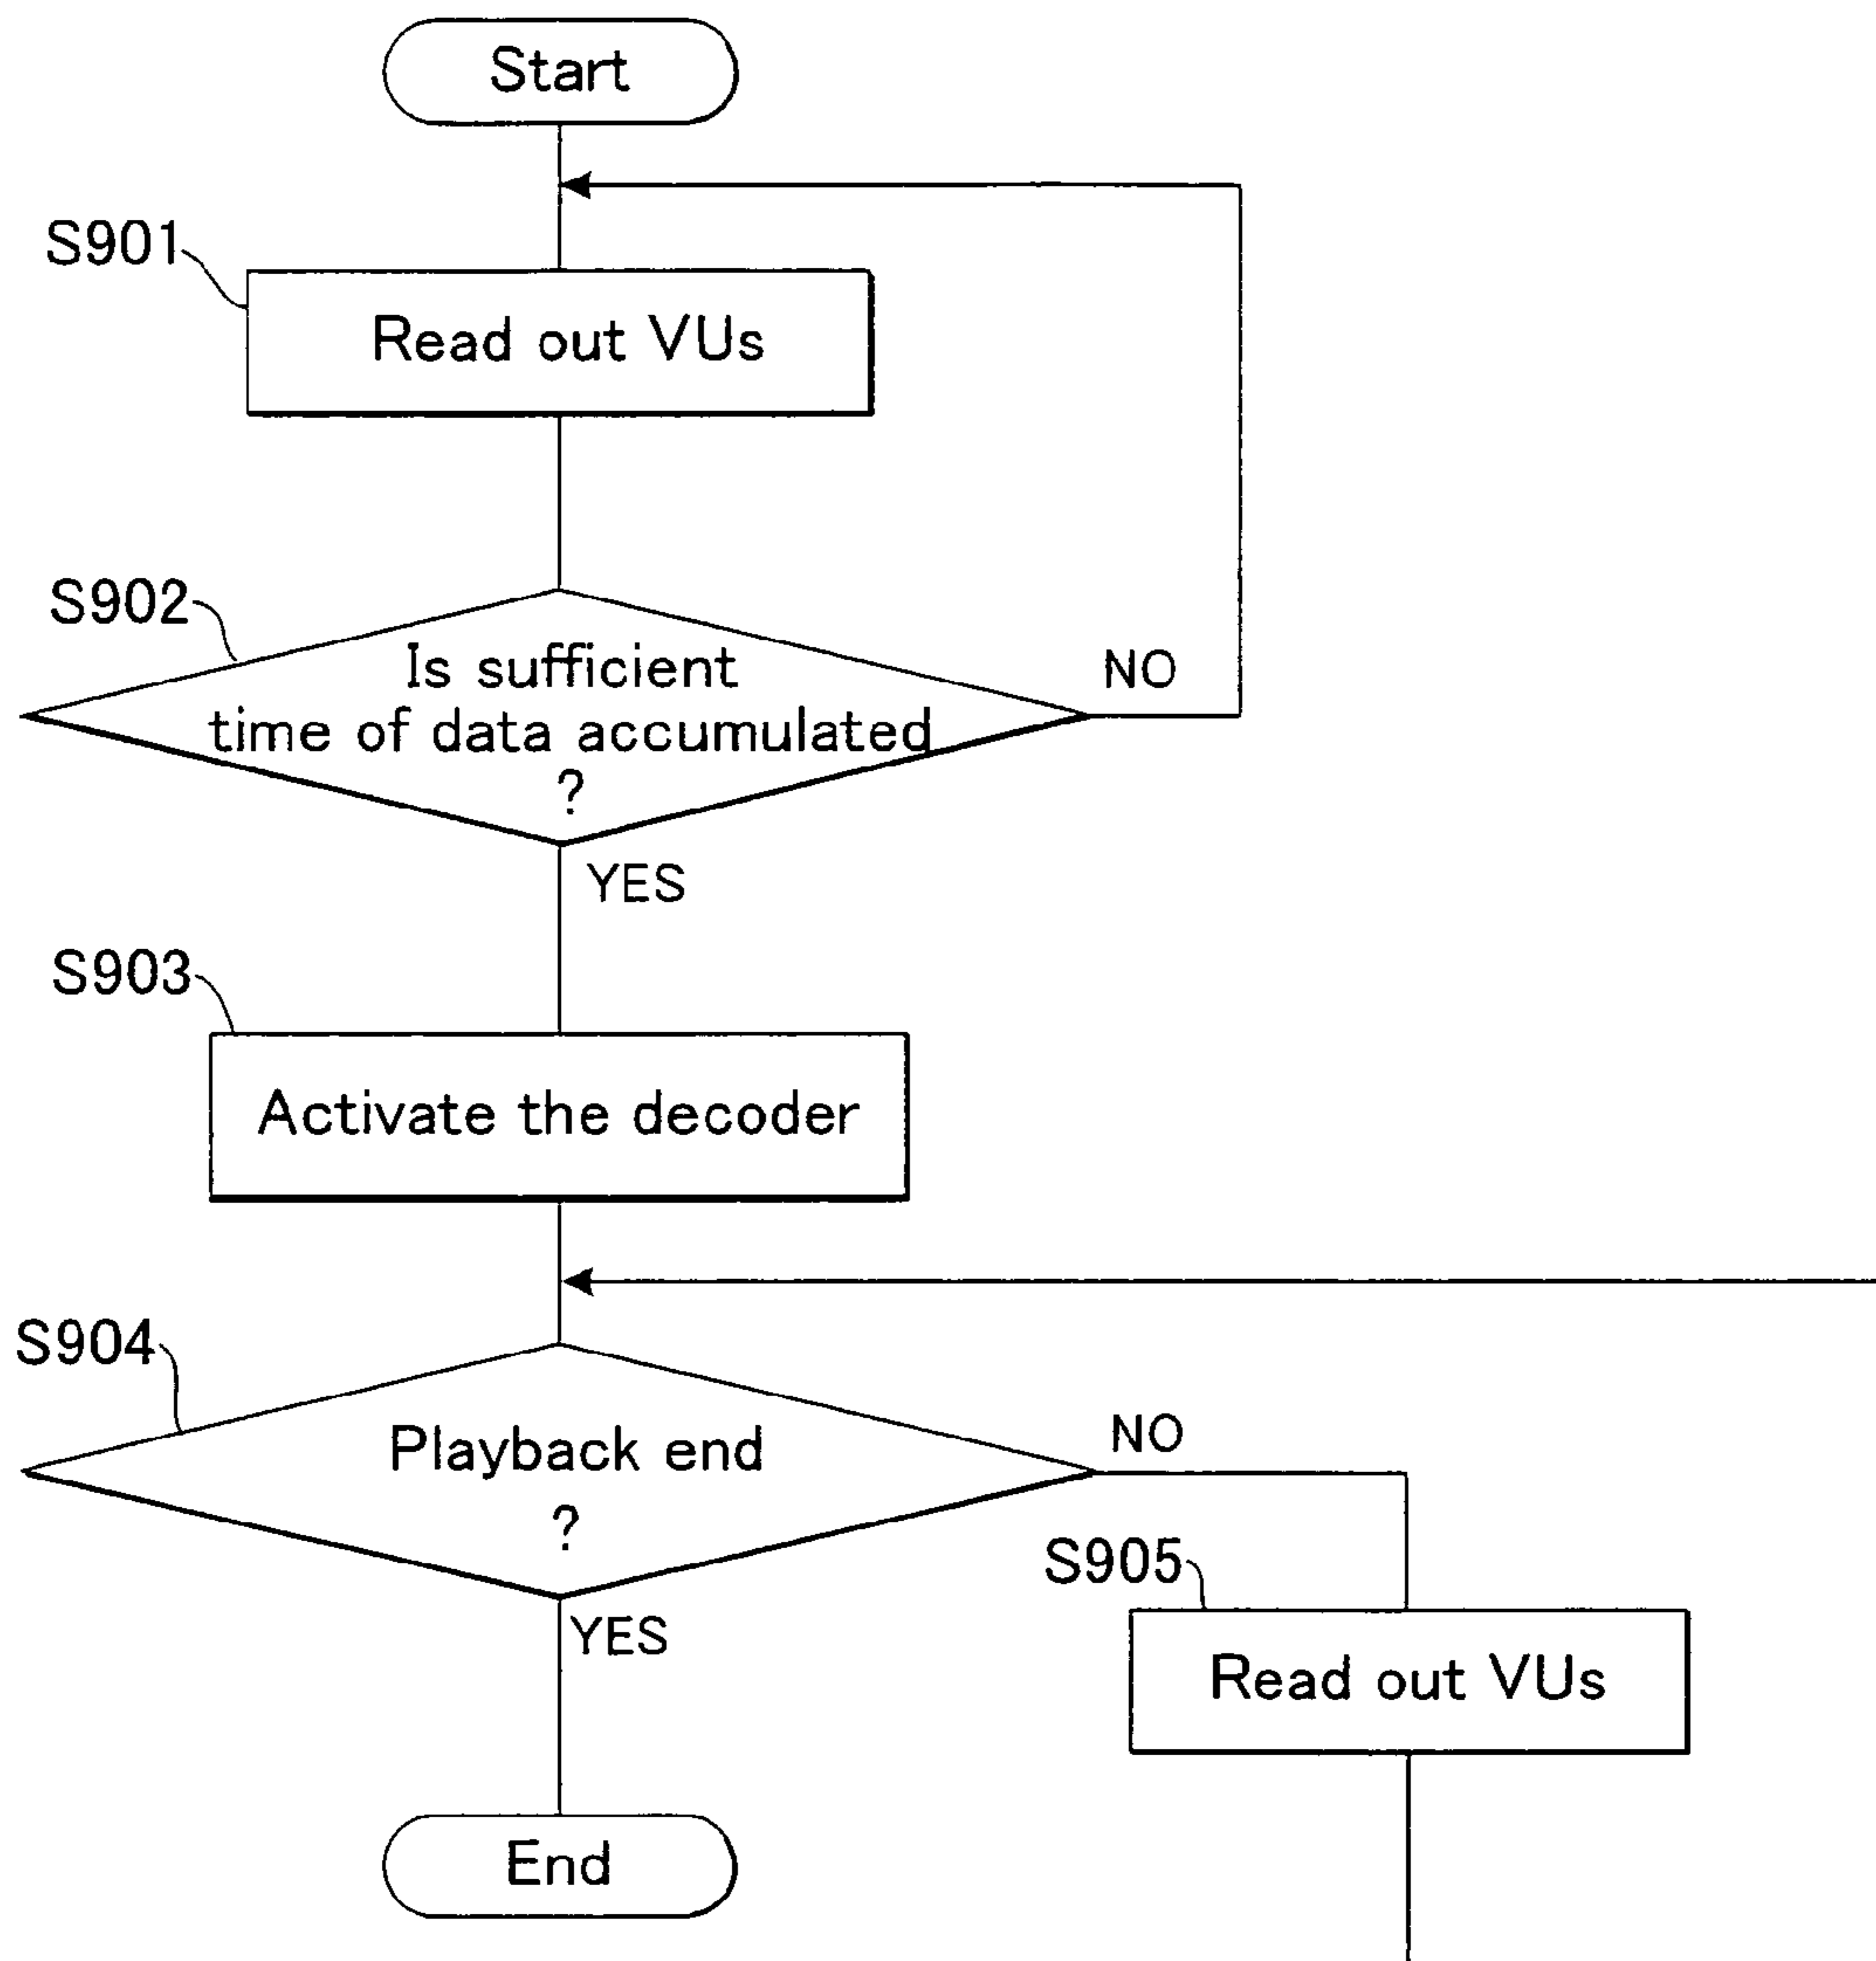 Start
S901
Read out VUs
S902
Is sufficient
time of data accumulated
?
NO
YES
S903
Activate the decoder
S904
Playback end
?
NO
YES
S905
Read out VUs
End